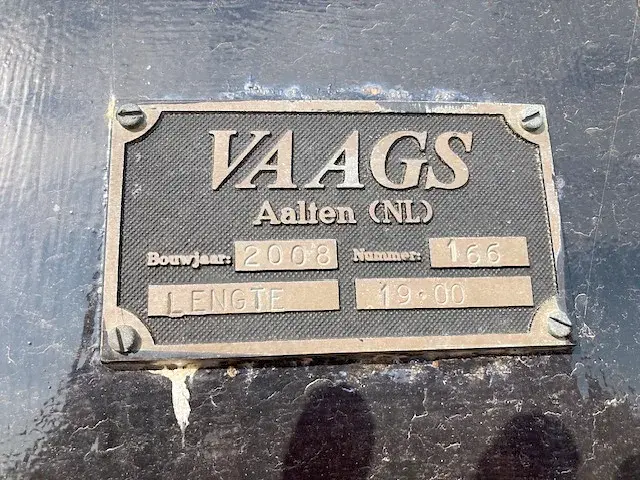 VAAGS
Aalten (NL)
Bouwjaar: 2008 Nummer: 166
LENGTE 19.00